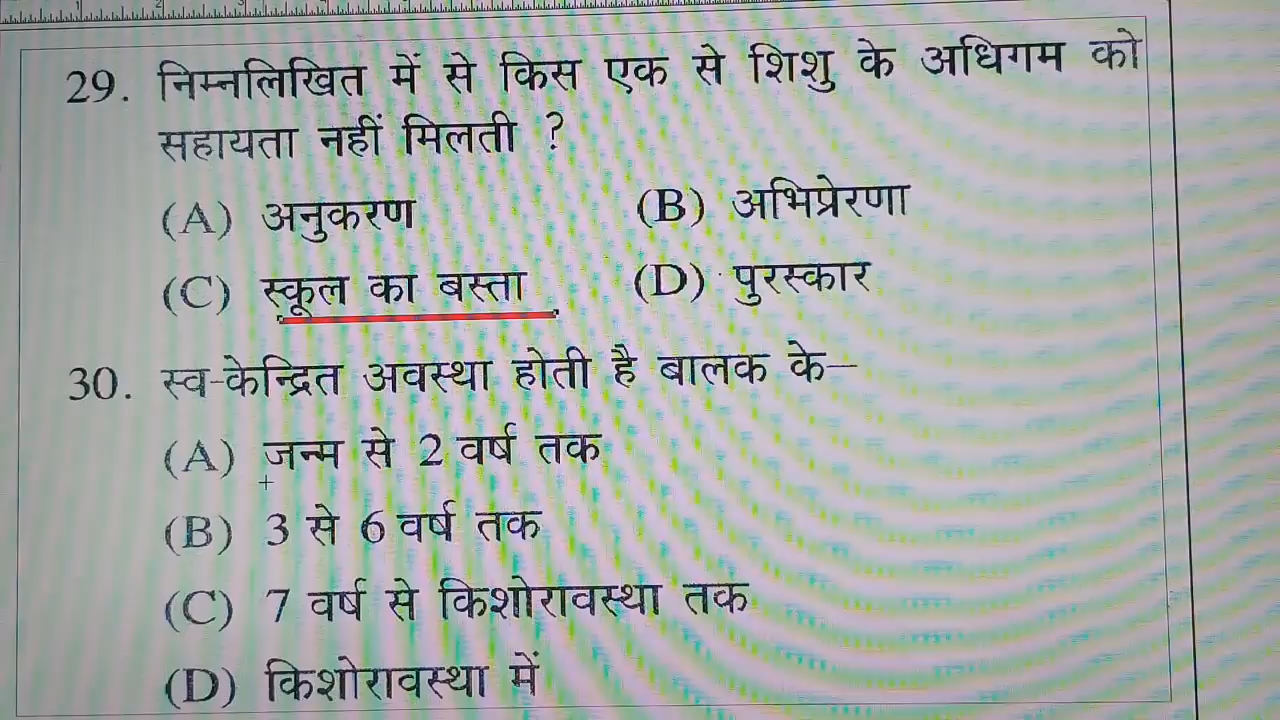 29. निम्नलिखित में से किस एक से शिशु के अधिगम को
सहायता नहीं मिलती ?
(A) अनुकरण (B) अभिप्रेरणा
(C) स्कूल का बस्ता (D) पुरस्कार
30. स्व-केन्द्रित अवस्था होती है बालक के—
(A) जन्म से 2 वर्ष तक
(B) 3 से 6 वर्ष तक
(C) 7 वर्ष से किशोरावस्था तक
(D) किशोरावस्था में